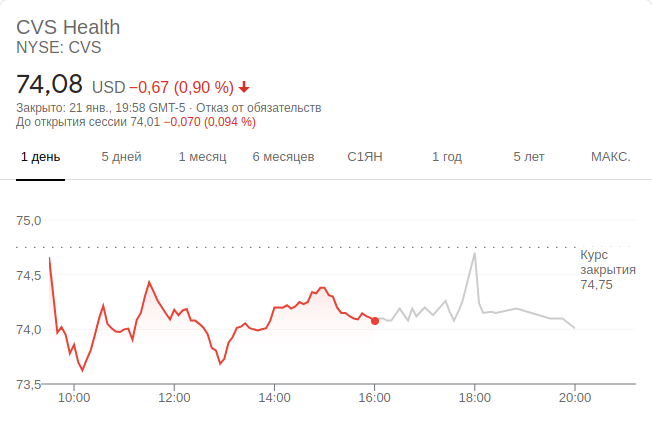 CVS Health
NYSE: CVS
74,08 USD −0,67 (0,90 %)
Закрыто: 21 янв., 19:58 GMT-5 · Отказ от обязательств
До открытия сессии 74,01 −0,070 (0,094 %)
1 день 5 дней 1 месяц 6 месяцев С1ЯН 1 год 5 лет МАКС.
75,0
Курс
закрытия
74,75
74,5
74,0
73,5
10:00 12:00 14:00 16:00 18:00 20:00